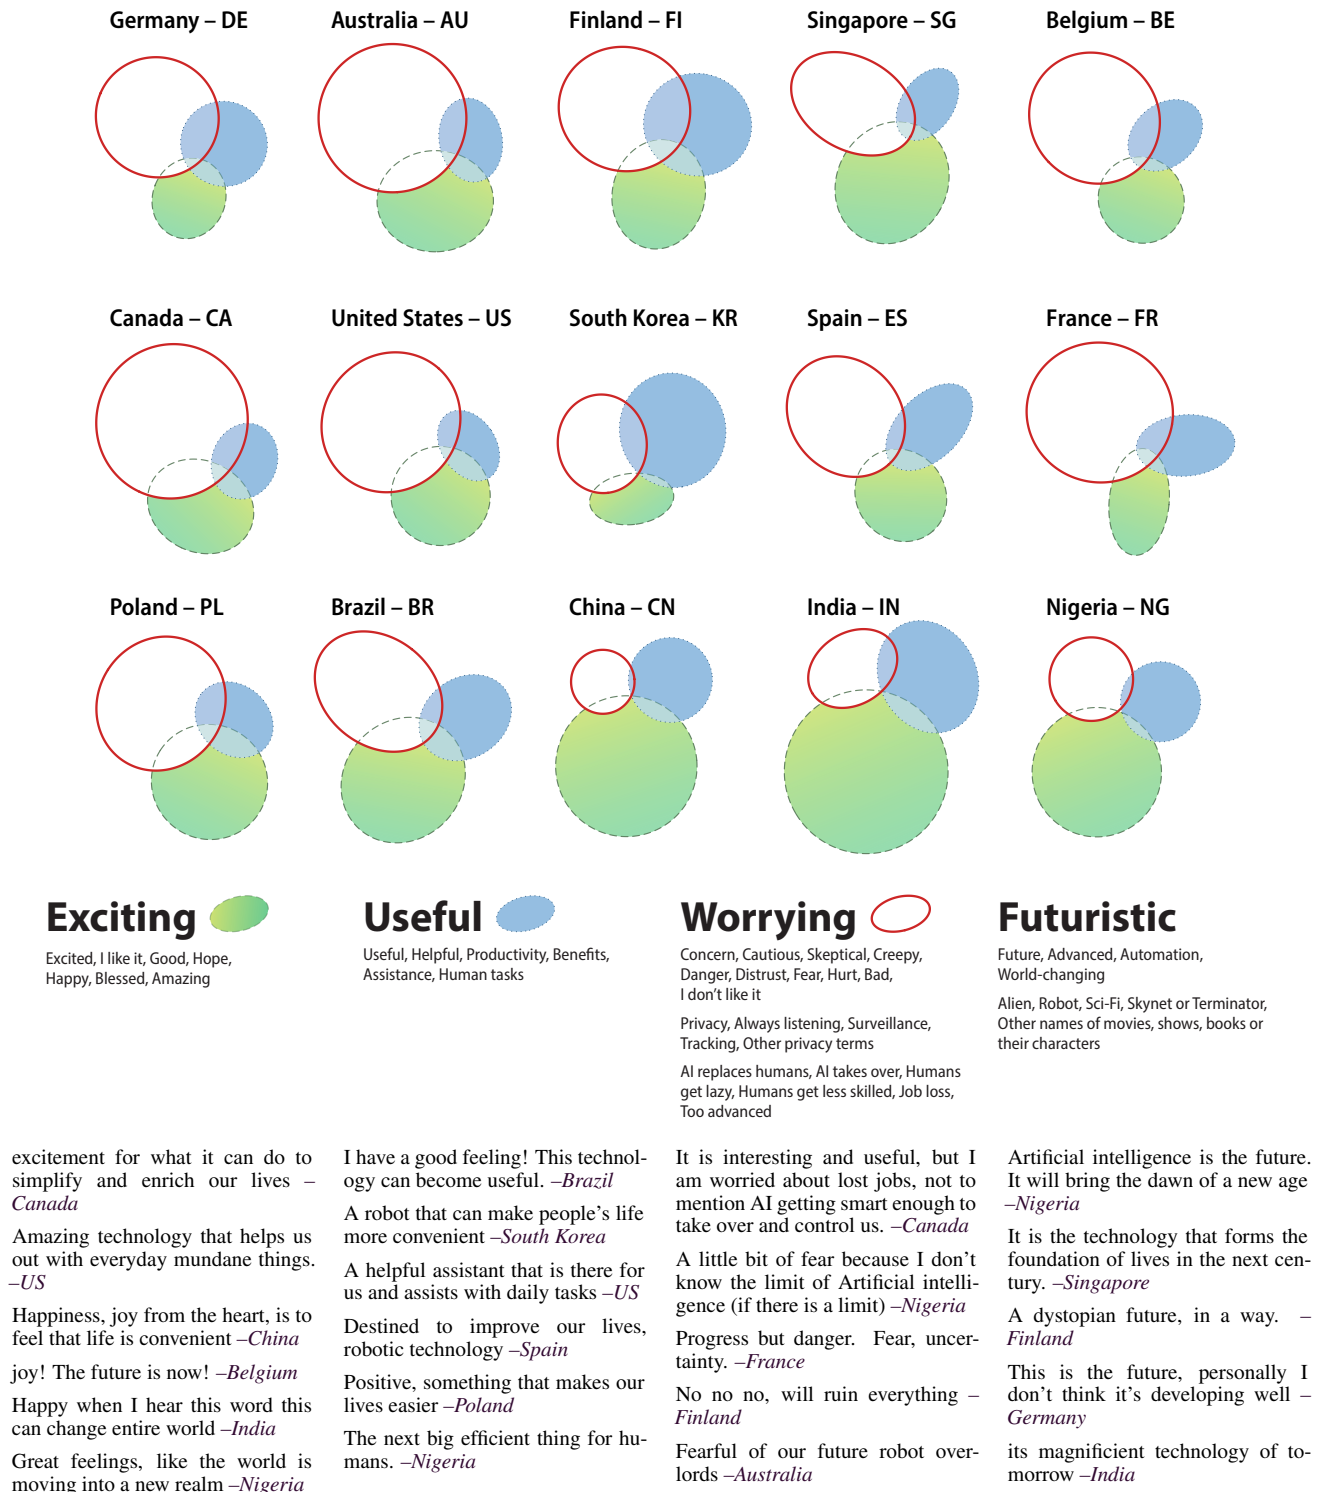 Germany – DE
Australia – AU
Finland – FI
Singapore – SG
Belgium – BE
Canada – CA
United States – US
South Korea – KR
Spain – ES
France – FR
Poland – PL
Brazil – BR
China – CN
India – IN
Nigeria – NG
Exciting
Excited, I like it, Good, Hope,
Happy, Blessed, Amazing
Useful
Useful, Helpful, Productivity, Benefits,
Assistance, Human tasks
Worrying
Concern, Cautious, Skeptical, Creepy,
Danger, Distrust, Fear, Hurt, Bad,
I don't like it
Privacy, Always listening, Surveillance,
Tracking, Other privacy terms
AI replaces humans, AI takes over, Humans
get lazy, Humans get less skilled, Job loss,
Too advanced
Futuristic
Future, Advanced, Automation,
World-changing
Alien, Robot, Sci-Fi, Skynet or Terminator,
Other names of movies, shows, books or
their characters
excitement for what it can do to
simplify and enrich our lives –
Canada
Amazing technology that helps us
out with everyday mundane things.
–US
Happiness, joy from the heart, is to
feel that life is convenient –China
joy! The future is now! –Belgium
Happy when I hear this word this
can change entire world –India
Great feelings, like the world is
moving into a new realm –Nigeria
I have a good feeling! This technol-
ogy can become useful. –Brazil
A robot that can make people's life
more convenient –South Korea
A helpful assistant that is there for
us and assists with daily tasks –US
Destined to improve our lives,
robotic technology –Spain
Positive, something that makes our
lives easier –Poland
The next big efficient thing for hu-
mans. –Nigeria
It is interesting and useful, but I
am worried about lost jobs, not to
mention AI getting smart enough to
take over and control us. –Canada
A little bit of fear because I don't
know the limit of Artificial intelli-
gence (if there is a limit) –Nigeria
Progress but danger. Fear, uncer-
tainty. –France
No no no, will ruin everything –
Finland
Fearful of our future robot over-
lords –Australia
Artificial intelligence is the future.
It will bring the dawn of a new age
–Nigeria
It is the technology that forms the
foundation of lives in the next cen-
tury. –Singapore
A dystopian future, in a way. –
Finland
This is the future, personally I
don't think it's developing well –
Germany
its magnificient technology of to-
morrow –India